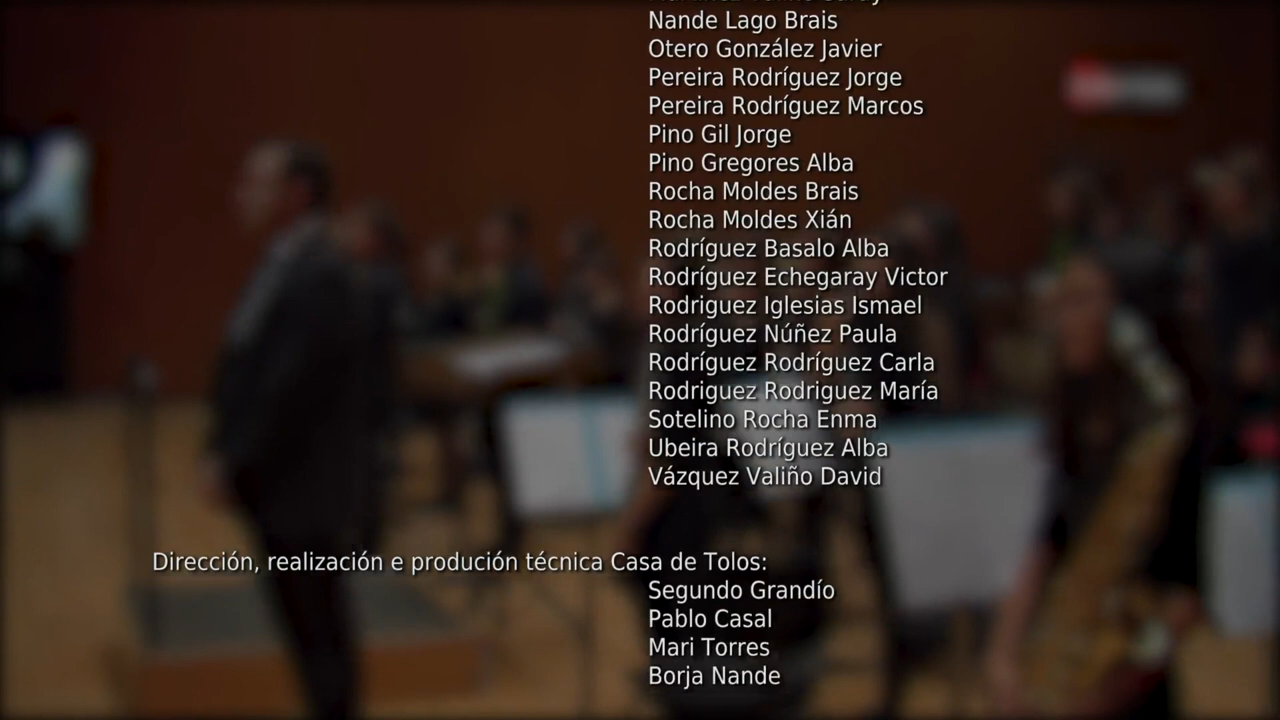 Nande Lago Brais
Otero González Javier
Pereira Rodríguez Jorge
Pereira Rodríguez Marcos
Pino Gil Jorge
Pino Gregores Alba
Rocha Moldes Brais
Rocha Moldes Xián
Rodríguez Basalo Alba
Rodríguez Echegaray Victor
Rodriguez Iglesias Ismael
Rodríguez Núñez Paula
Rodríguez Rodríguez Carla
Rodriguez Rodriguez María
Sotelino Rocha Enma
Ubeira Rodríguez Alba
Vázquez Valiño David
Dirección, realización e produción técnica Casa de Tolos:
Segundo Grandío
Pablo Casal
Mari Torres
Borja Nande